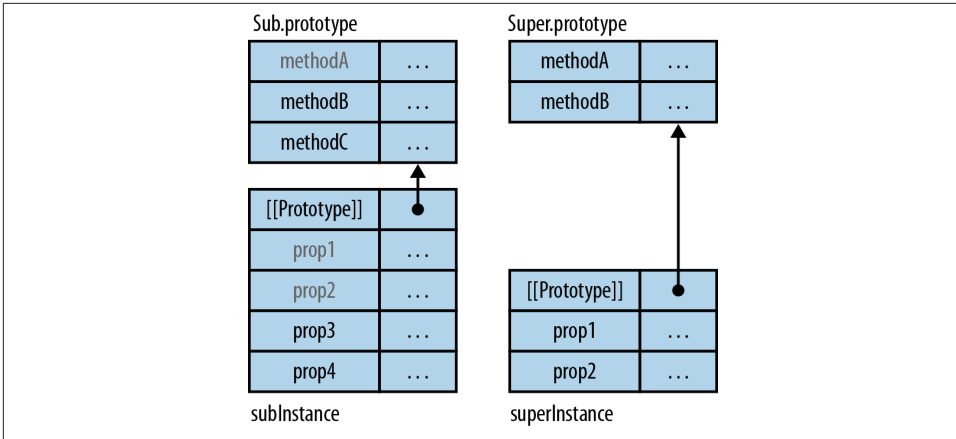 Sub.prototype
methodA ...
methodB ...
methodC ...
[[Prototype]]
prop1 ...
prop2 ...
prop3 ...
prop4 ...
subInstance
Super.prototype
methodA ...
methodB ...
[[Prototype]]
prop1 ...
prop2 ...
superInstance